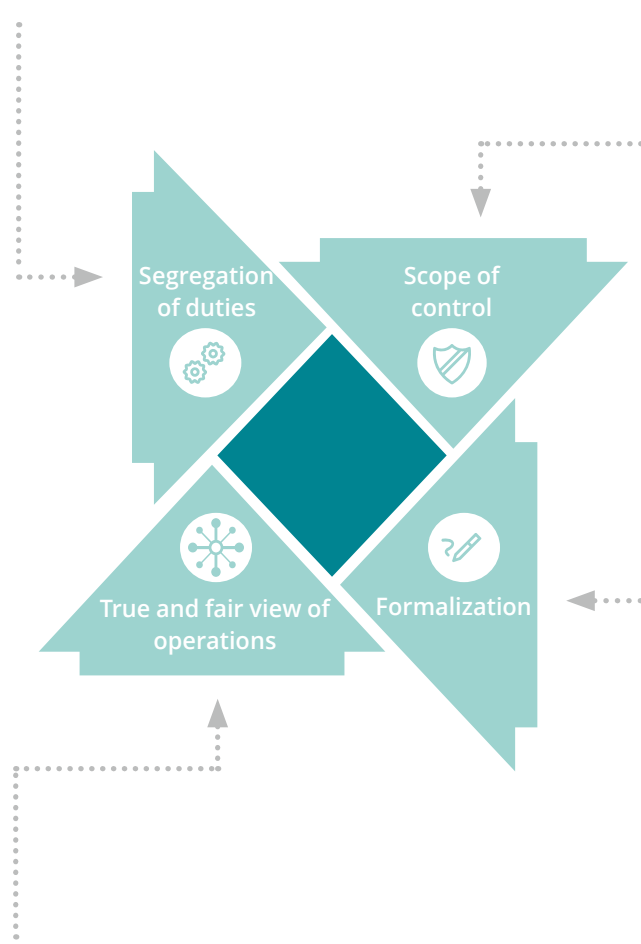 Segregation
of duties
Scope of
control
True and fair view of
operations
Formalization